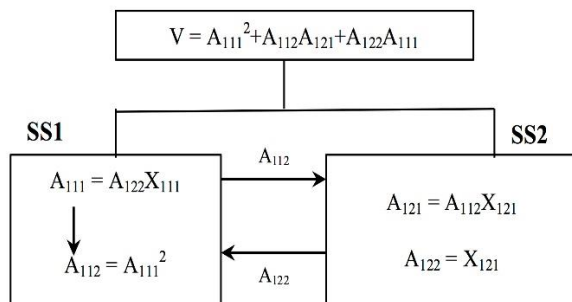 V = A₁₁₁²+A₁₁₂A₁₂₁+A₁₂₂A₁₁₁
SS1
SS2
A₁₁₁ = A₁₂₂X₁₁₁
A₁₁₂ = A₁₁₁²
A₁₁₂
A₁₂₂
A₁₂₁ = A₁₁₂X₁₂₁
A₁₂₂ = X₁₂₁